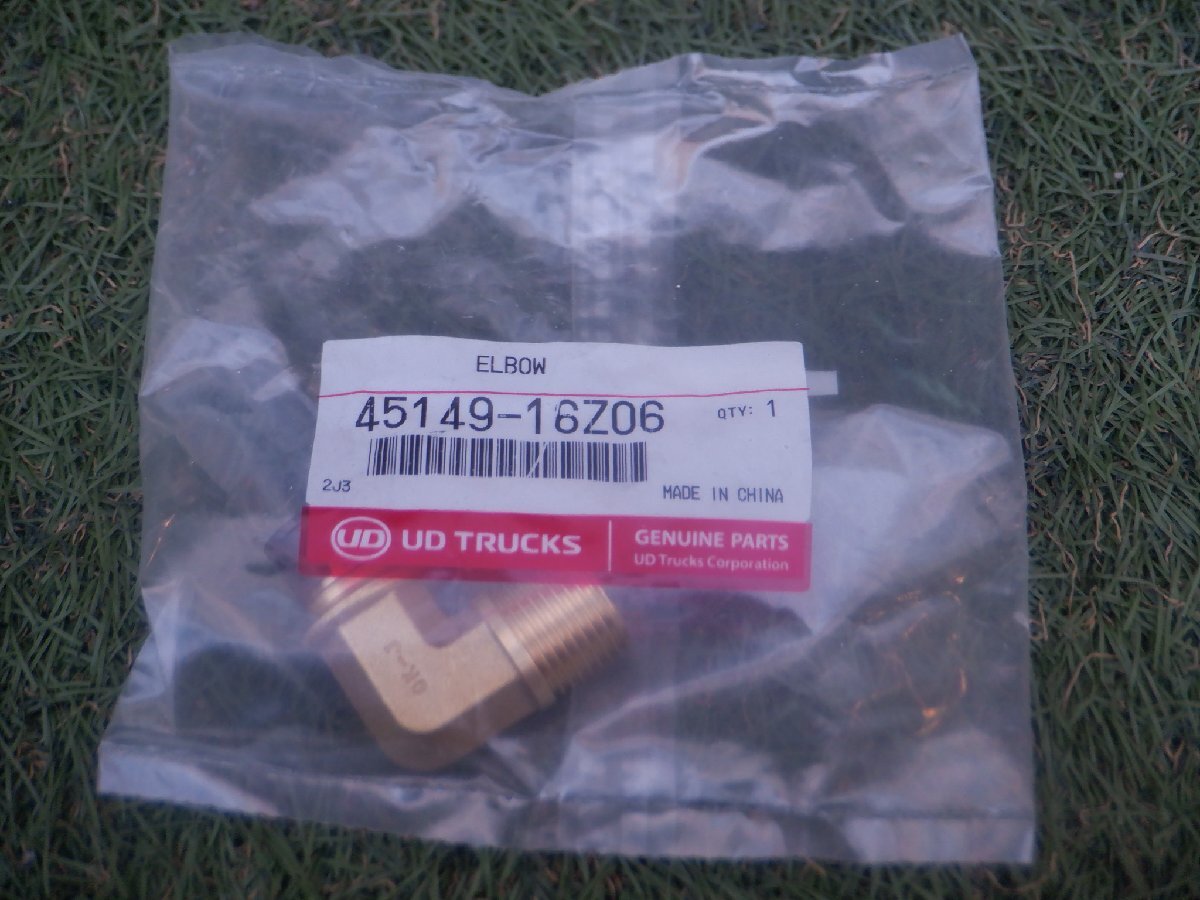 ELBOW
45149-16Z06 QTY: 1
2J3 MADE IN CHINA
UD UD TRUCKS GENUINE PARTS
UD Trucks Corporation